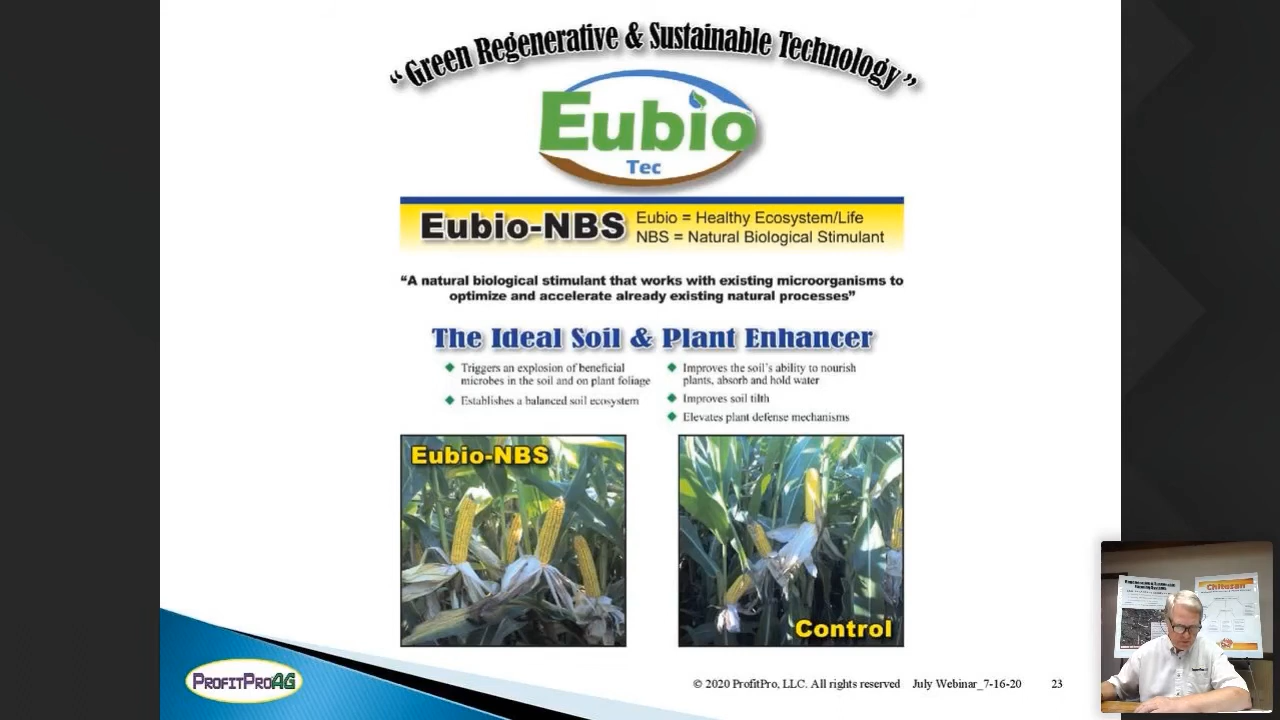 “ Green Regenerative & Sustainable Technology ”
Eubio
Tec
Eubio-NBS
Eubio = Healthy Ecosystem/Life
NBS = Natural Biological Stimulant
“A natural biological stimulant that works with existing microorganisms to
optimize and accelerate already existing natural processes”
The Ideal Soil & Plant Enhancer
Triggers an explosion of beneficial
microbes in the soil and on plant foliage
Establishes a balanced soil ecosystem
Improves the soil's ability to nourish
plants, absorb and hold water
Improves soil tilth
Elevates plant defense mechanisms
Eubio-NBS
Control
PROFITPROAG
© 2020 ProfitPro, LLC. All rights reserved July Webinar_7-16-20 23
Chitosan